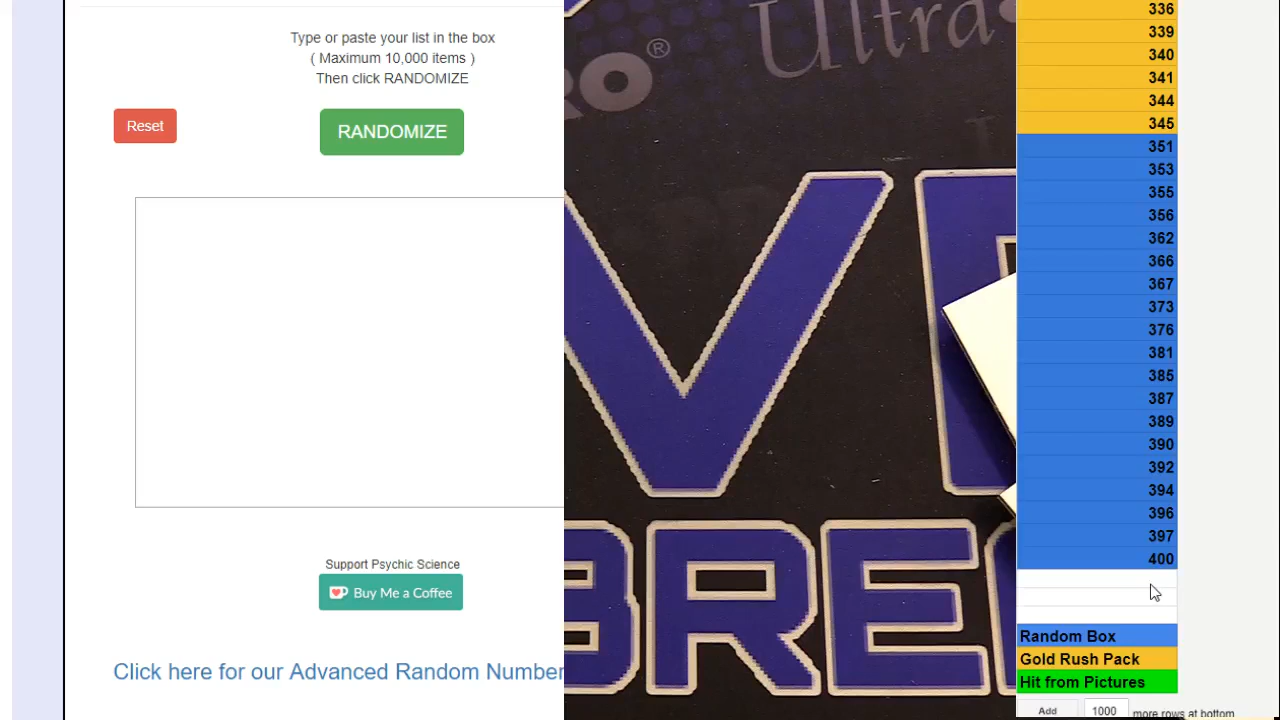 Type or paste your list in the box
( Maximum 10,000 items )
Then click RANDOMIZE
Reset
RANDOMIZE
Support Psychic Science
Buy Me a Coffee
Click here for our Advanced Random Number
RO®
Ultra
V
BRE
336
339
340
341
344
345
351
353
355
356
362
366
367
373
376
381
385
387
389
390
392
394
396
397
400
Random Box
Gold Rush Pack
Hit from Pictures
Add
1000
more rows at bottom